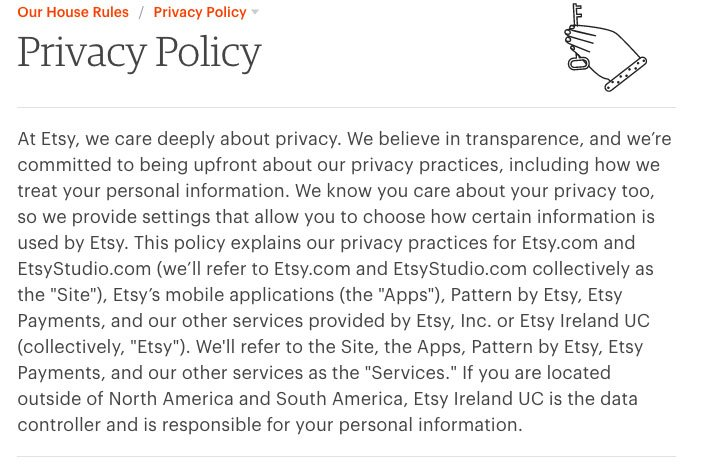 Our House Rules / Privacy Policy
Privacy Policy
At Etsy, we care deeply about privacy. We believe in transparence, and we’re
committed to being upfront about our privacy practices, including how we
treat your personal information. We know you care about your privacy too,
so we provide settings that allow you to choose how certain information is
used by Etsy. This policy explains our privacy practices for Etsy.com and
EtsyStudio.com (we’ll refer to Etsy.com and EtsyStudio.com collectively as
the "Site"), Etsy’s mobile applications (the "Apps"), Pattern by Etsy, Etsy
Payments, and our other services provided by Etsy, Inc. or Etsy Ireland UC
(collectively, "Etsy"). We'll refer to the Site, the Apps, Pattern by Etsy, Etsy
Payments, and our other services as the "Services." If you are located
outside of North America and South America, Etsy Ireland UC is the data
controller and is responsible for your personal information.